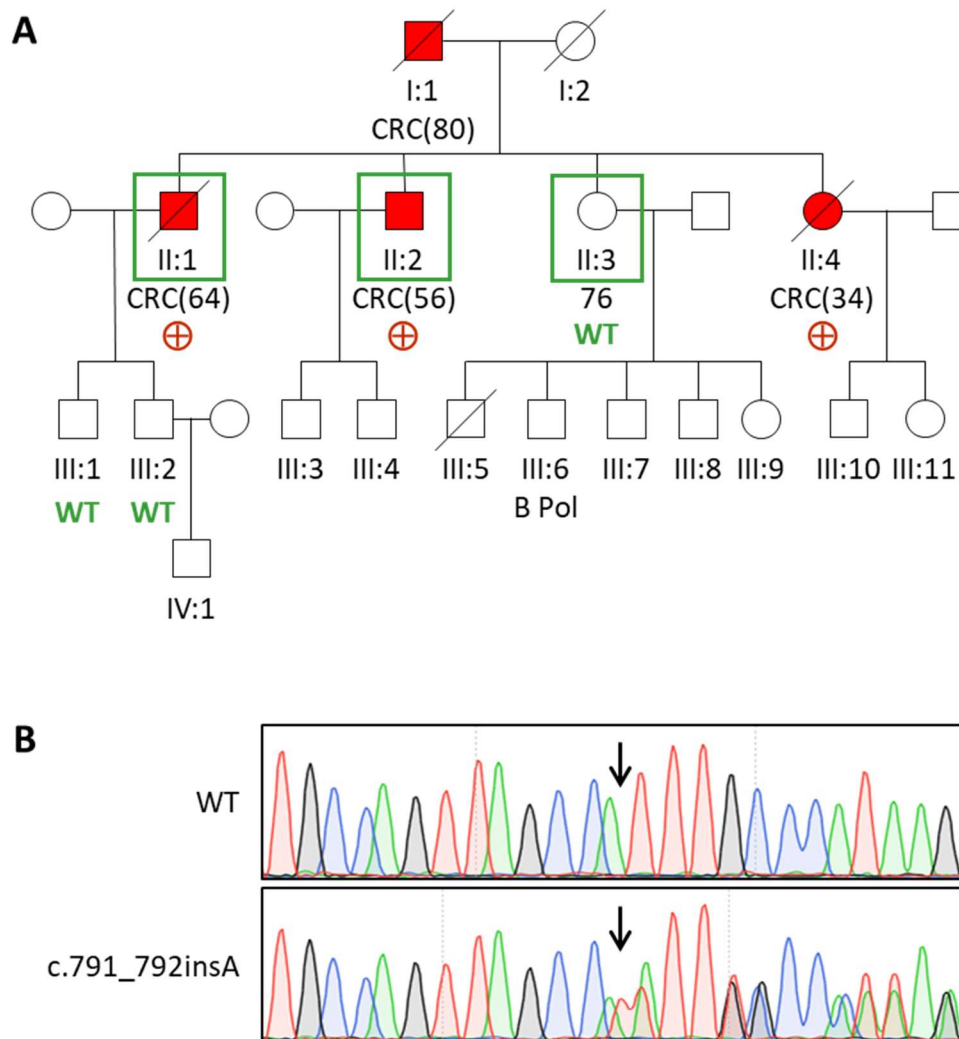 A
I:1 I:2
CRC(80)
II:1 II:2 II:3 II:4
CRC(64) CRC(56) 76 CRC(34)
WT
III:1 III:2 III:3 III:4 III:5 III:6 III:7 III:8 III:9 III:10 III:11
WT WT B Pol
IV:1
B
WT
c.791_792insA